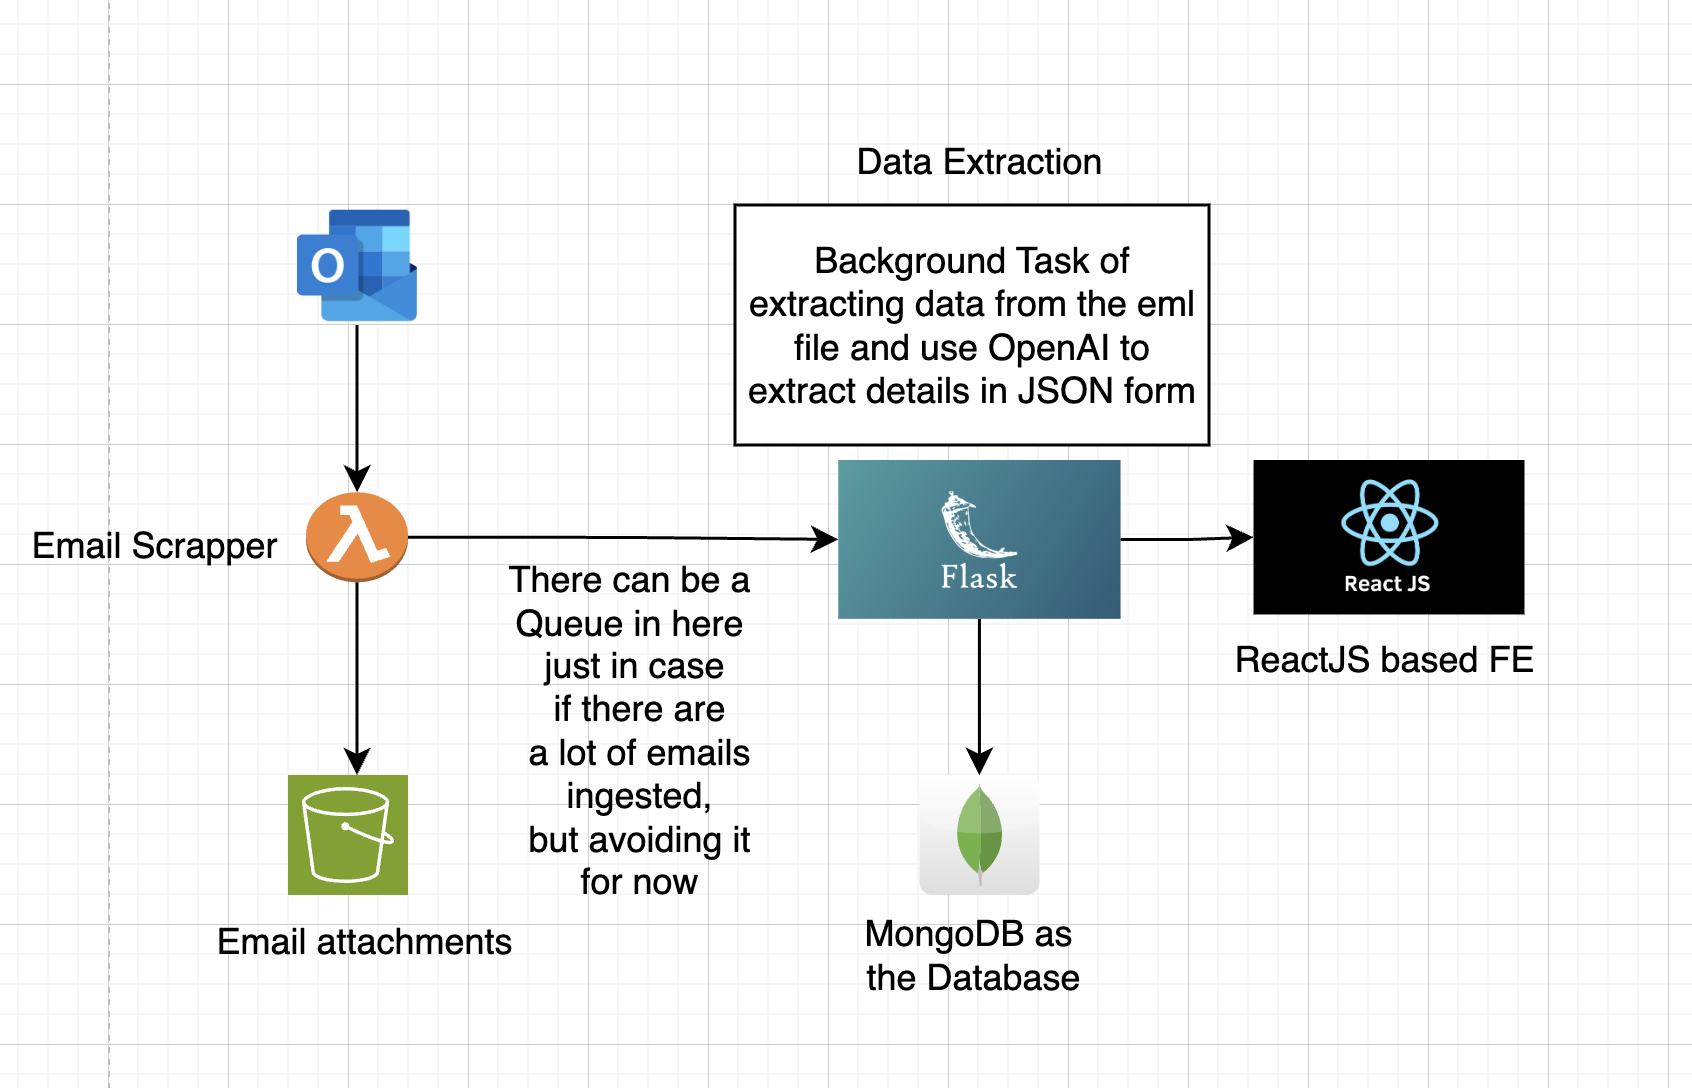 Data Extraction
Background Task of
extracting data from the eml
file and use OpenAI to
extract details in JSON form
O
Email Scrapper
There can be a
Queue in here
just in case
if there are
a lot of emails
ingested,
but avoiding it
for now
Flask
React JS
ReactJS based FE
Email attachments
MongoDB as
the Database